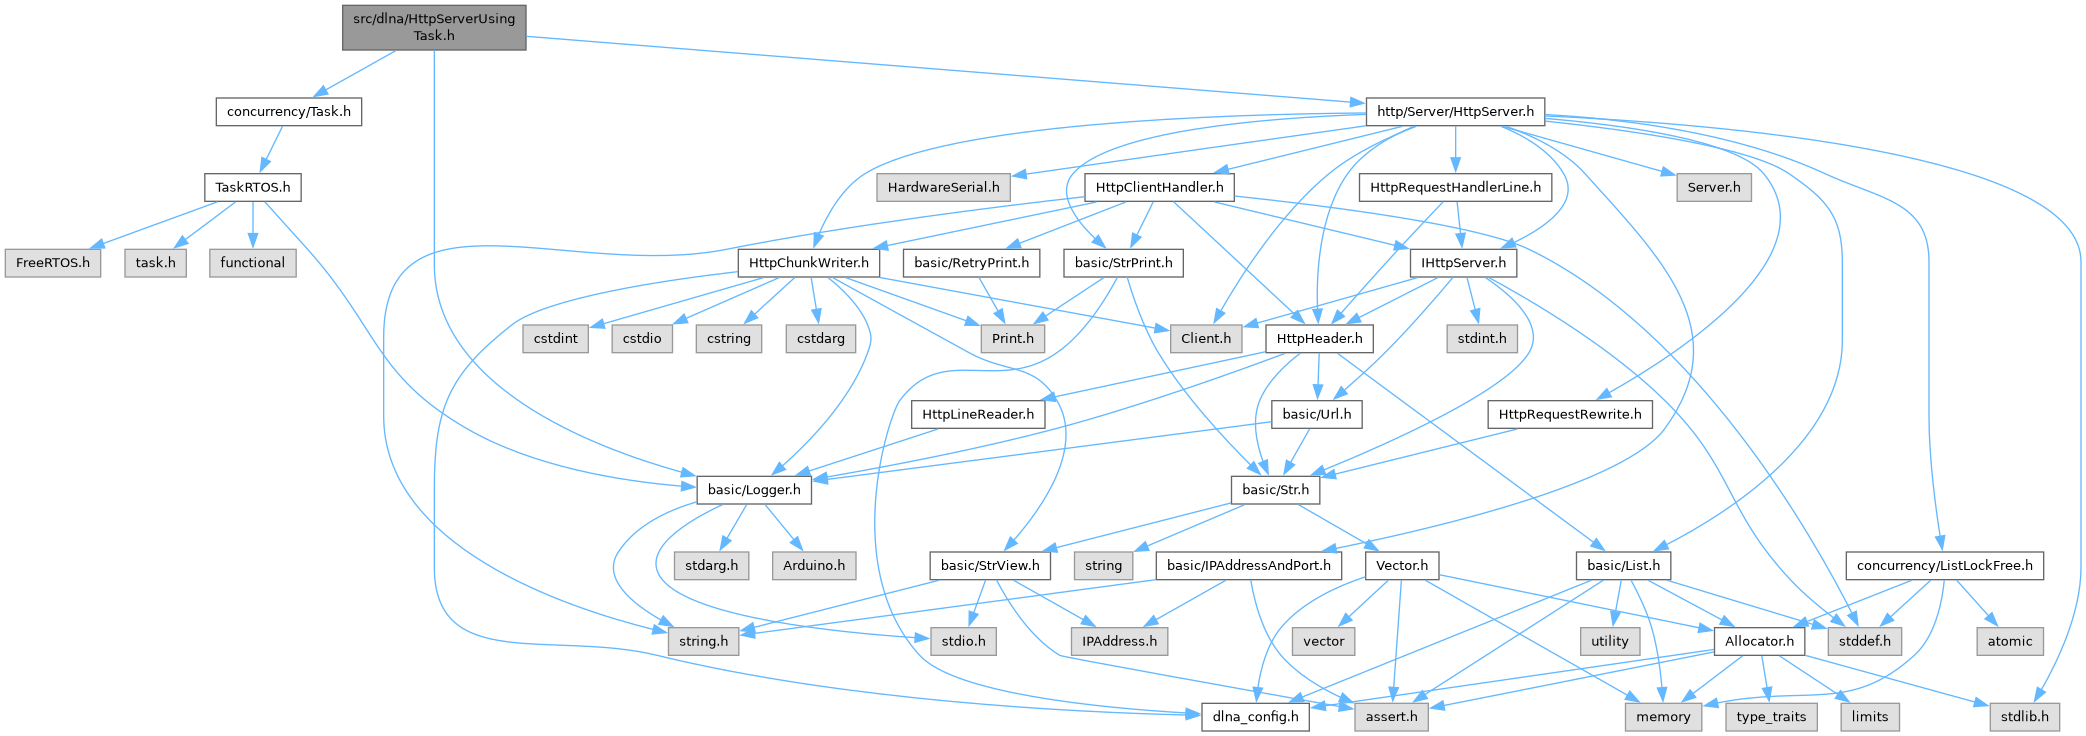 src/dlna/HttpServerUsing
Task.h
concurrency/Task.h
http/Server/HttpServer.h
TaskRTOS.h
HardwareSerial.h
HttpClientHandler.h
HttpRequestHandlerLine.h
Server.h
FreeRTOS.h
task.h
functional
HttpChunkWriter.h
basic/RetryPrint.h
basic/StrPrint.h
IHttpServer.h
cstdint
cstdio
cstring
cstdarg
Print.h
Client.h
HttpHeader.h
stdint.h
HttpLineReader.h
basic/Url.h
HttpRequestRewrite.h
basic/Logger.h
basic/Str.h
stdarg.h
Arduino.h
basic/StrView.h
string
basic/IPAddressAndPort.h
Vector.h
basic/List.h
concurrency/ListLockFree.h
string.h
stdio.h
IPAddress.h
vector
utility
Allocator.h
stddef.h
atomic
dlna_config.h
assert.h
memory
type_traits
limits
stdlib.h